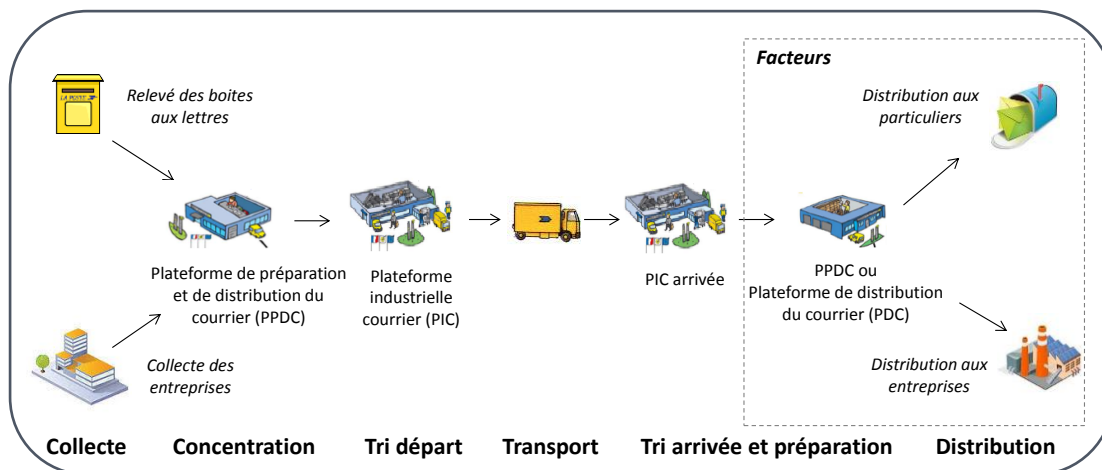 Facteurs
LA POSTE
Relevé des boites
aux lettres
Distribution aux
particuliers
Plateforme de préparation
et de distribution du
courrier (PPDC)
Plateforme
industrielle
courrier (PIC)
PIC arrivée
PPDC ou
Plateforme de distribution
du courrier (PDC)
Collecte des
entreprises
Distribution aux
entreprises
Collecte
Concentration
Tri départ
Transport
Tri arrivée et préparation
Distribution